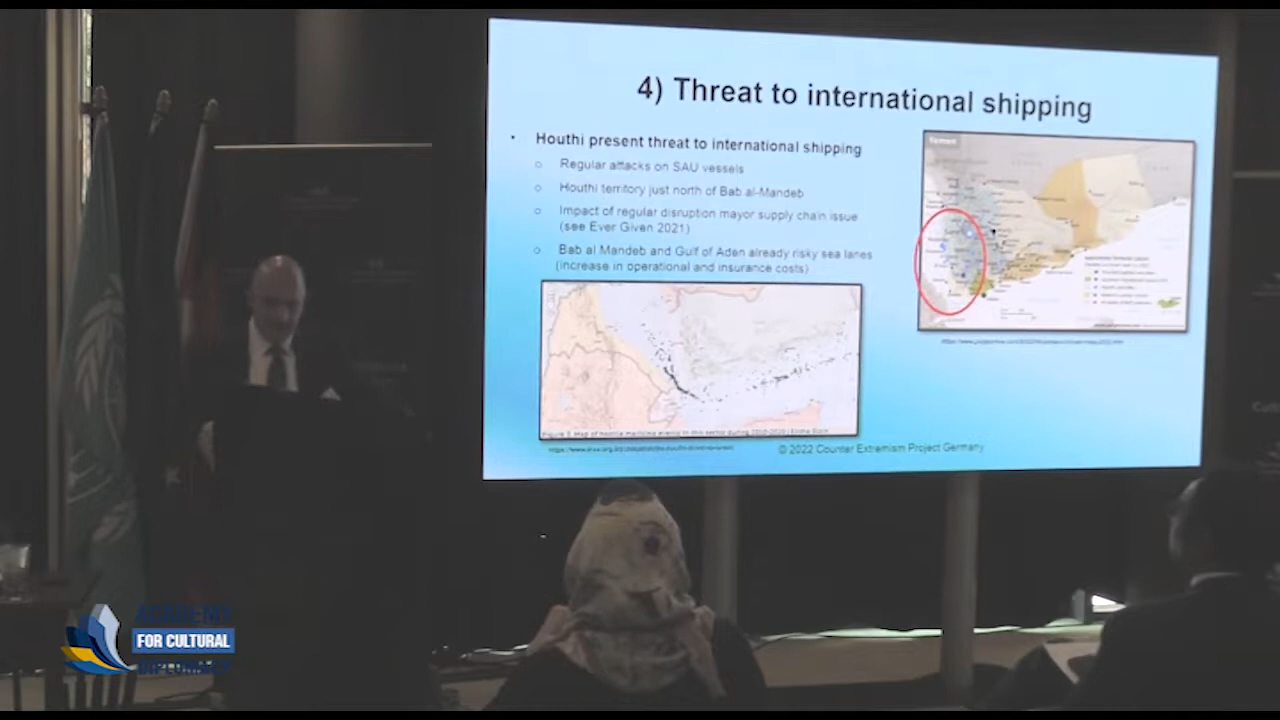 4) Threat to international shipping
• Houthi present threat to international shipping
○ Regular attacks on SAU vessels
○ Houthi territory just north of Bab al-Mandeb
○ Impact of regular disruption mayor supply chain issue
(see Ever Given 2021)
○ Bab al Mandeb and Gulf of Aden already risky sea lanes
(increase in operational and insurance costs)
Yemen
© 2022 Counter Extremism Project Germany
ACADEMY
FOR CULTURAL
DIPLOMACY